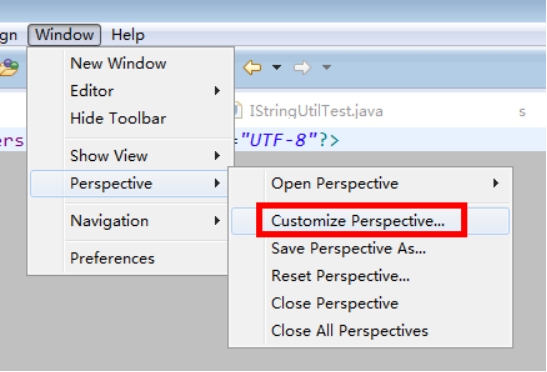 gn Window Help
New Window
Editor
Hide Toolbar
IStringUtilTest.java s
ers "UTF-8"?>
Show View
Perspective
Open Perspective
Customize Perspective...
Navigation
Save Perspective As...
Preferences
Reset Perspective...
Close Perspective
Close All Perspectives